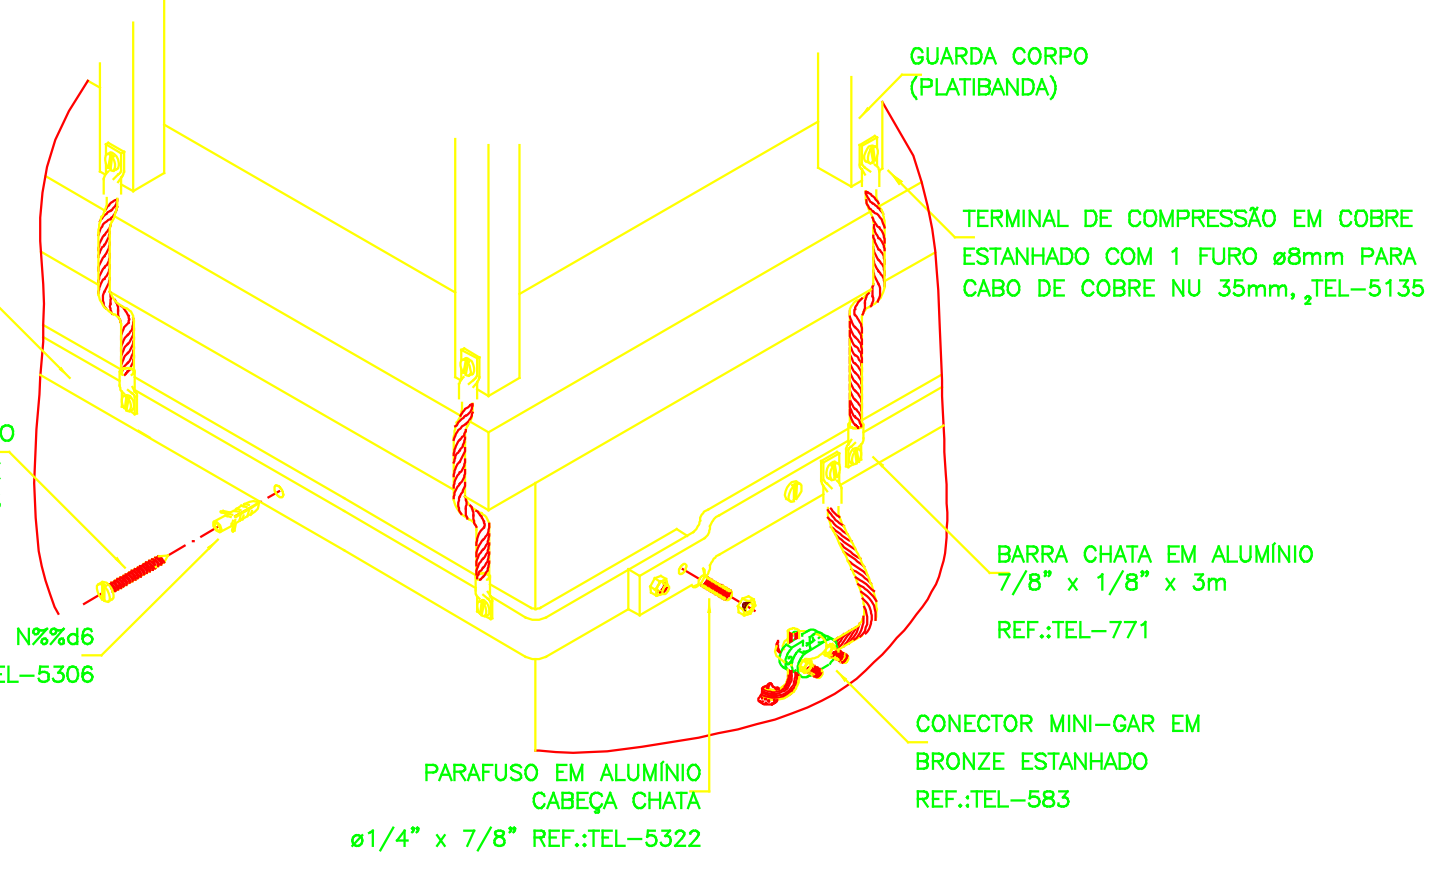 GUARDA CORPO
(PLATIBANDA)
TERMINAL DE COMPRESSÃO EM COBRE
ESTANHADO COM 1 FURO ø8mm PARA
CABO DE COBRE NU 35mm, ₂TEL-5135
BARRA CHATA EM ALUMÍNIO
7/8” x 1/8” x 3m
REF.:TEL-771
N%%d6
EL-5306
CONECTOR MINI-GAR EM
BRONZE ESTANHADO
REF.:TEL-583
PARAFUSO EM ALUMÍNIO
CABEÇA CHATA
ø1/4” x 7/8” REF.:TEL-5322